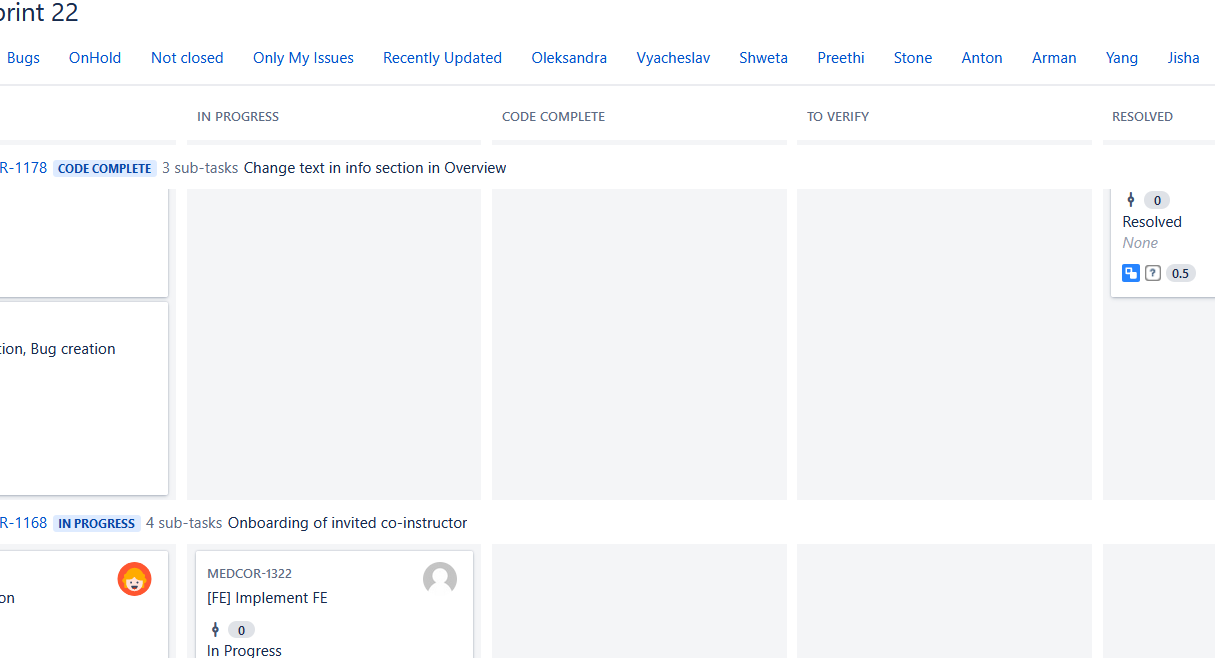 print 22
Bugs OnHold Not closed Only My Issues Recently Updated Oleksandra Vyacheslav Shweta Preethi Stone Anton Arman Yang Jisha
IN PROGRESS CODE COMPLETE TO VERIFY RESOLVED
R-1178 CODE COMPLETE 3 sub-tasks Change text in info section in Overview
0
Resolved
None
? 0.5
tion, Bug creation
R-1168 IN PROGRESS 4 sub-tasks Onboarding of invited co-instructor
MEDCOR-1322
on [FE] Implement FE
0
In Progress